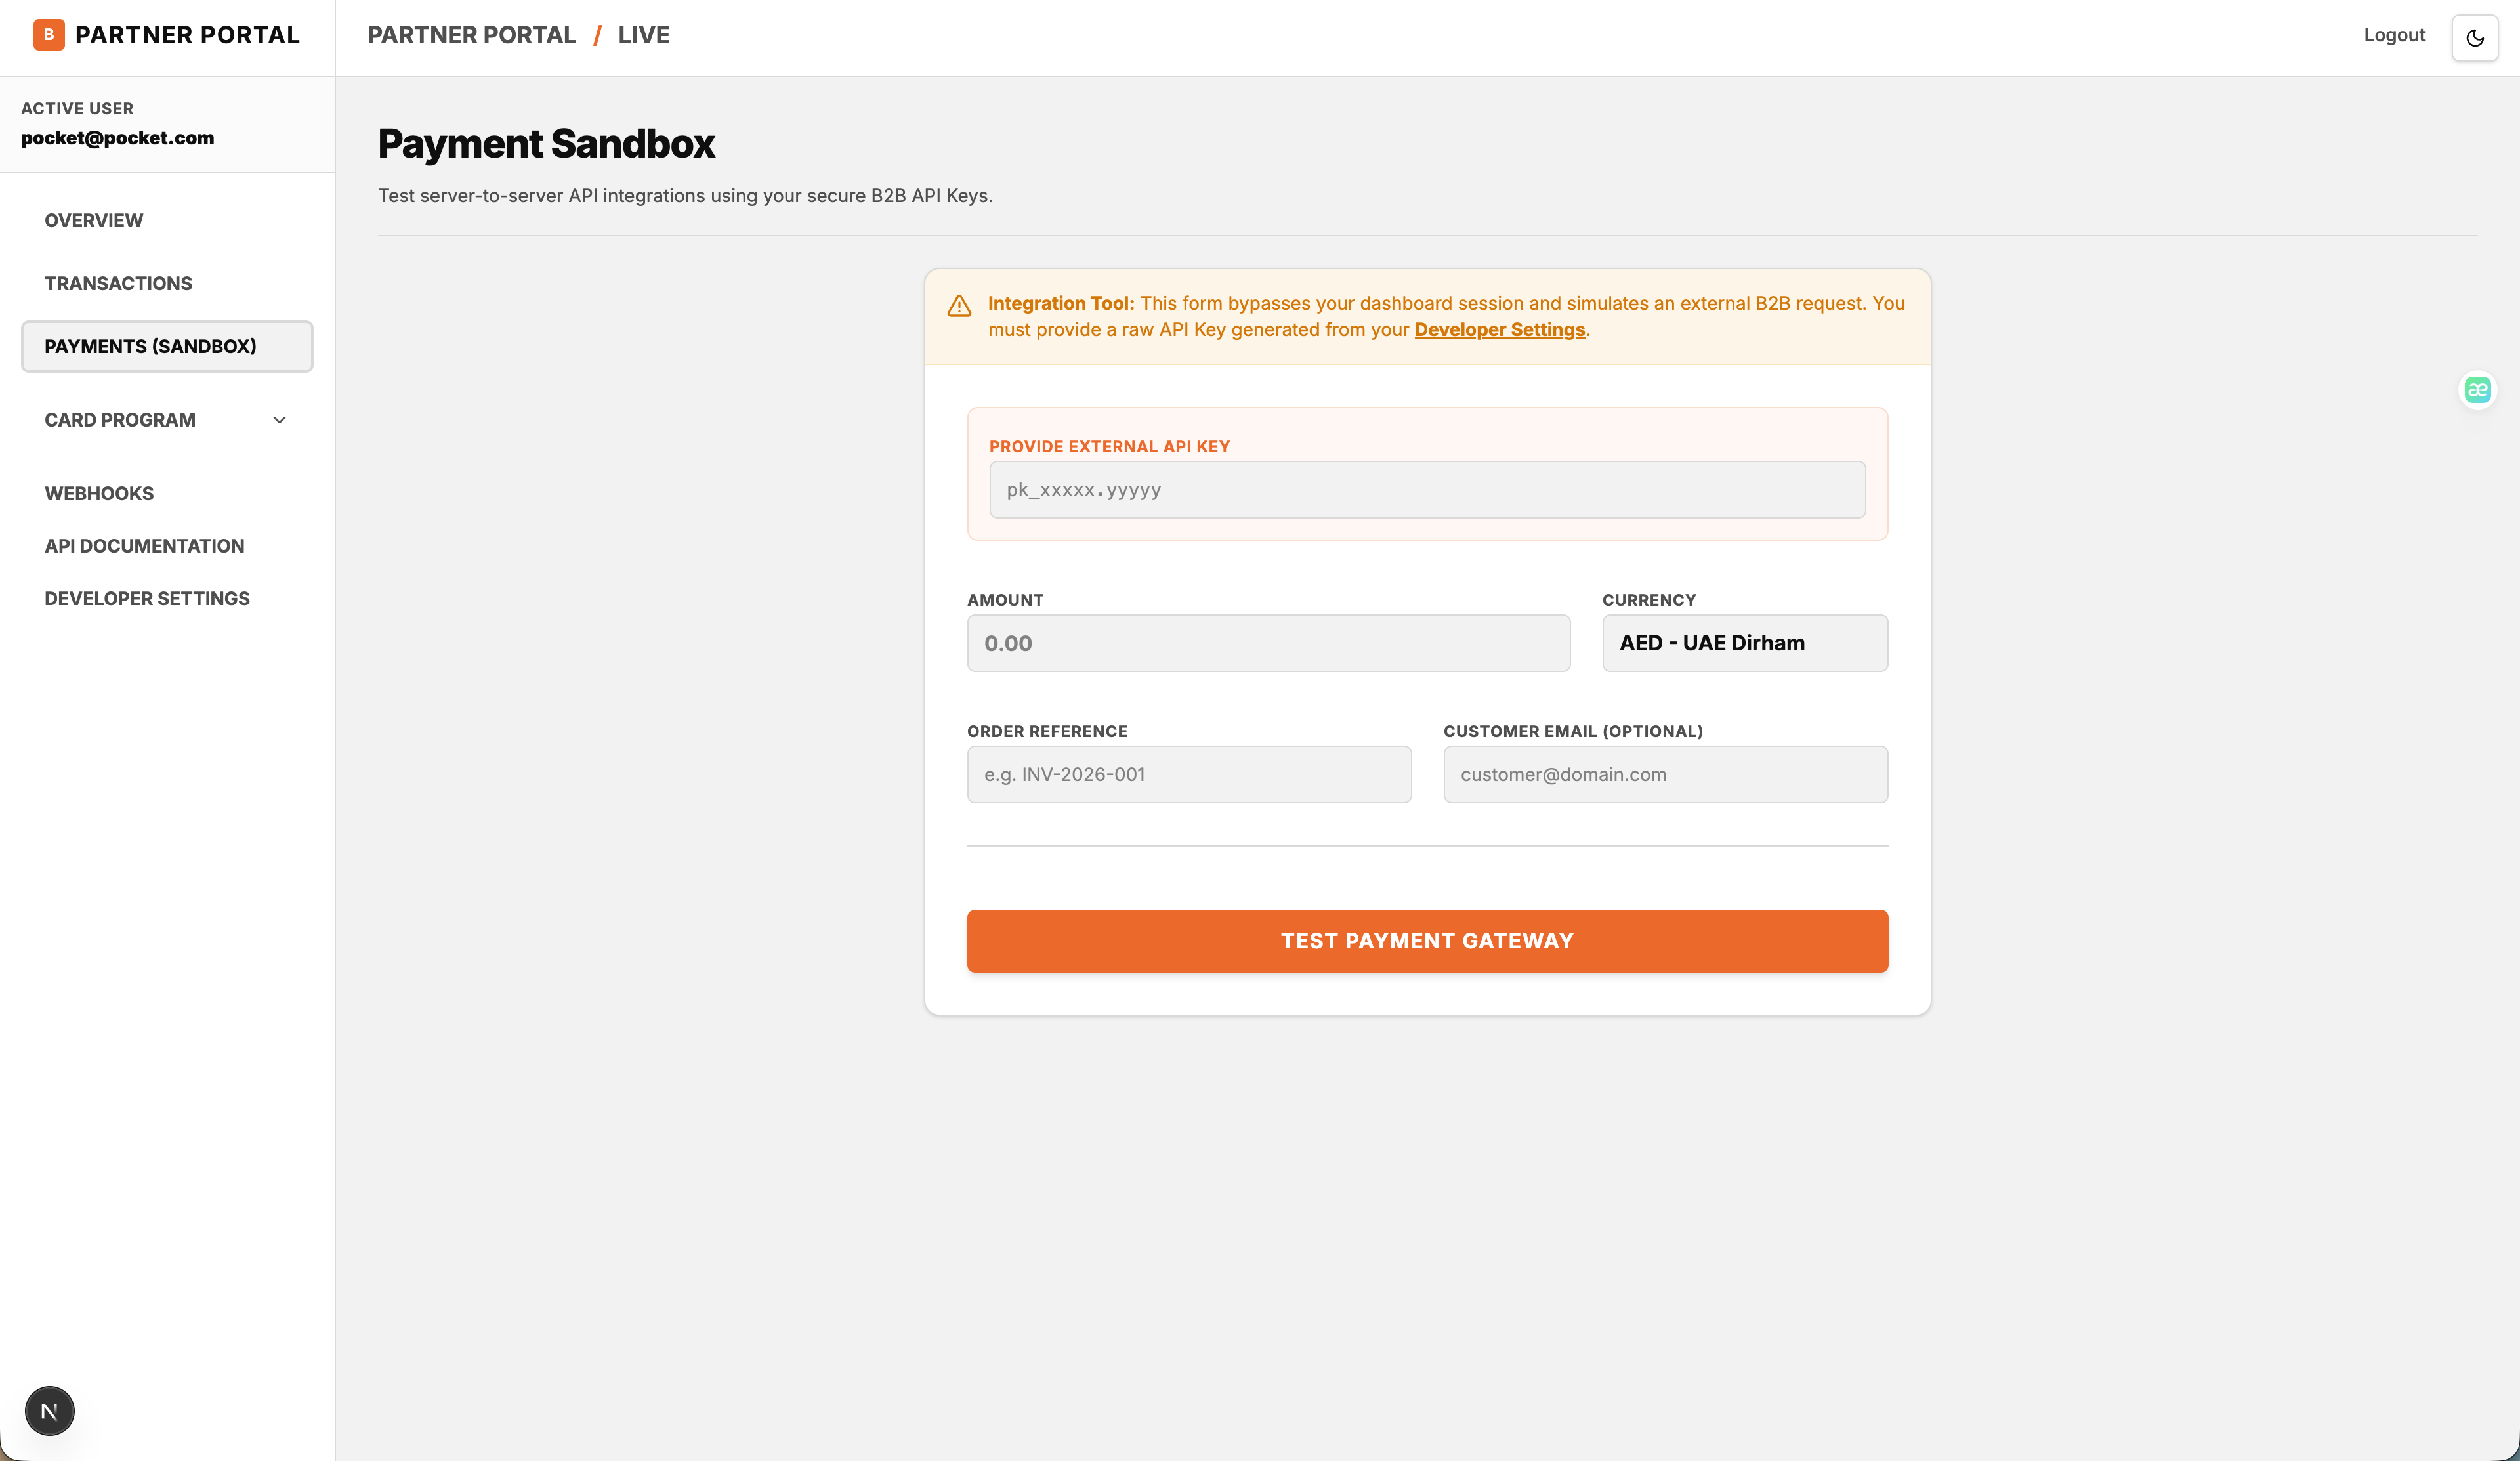 B PARTNER PORTAL
PARTNER PORTAL / LIVE
Logout
ACTIVE USER
pocket@pocket.com
OVERVIEW
TRANSACTIONS
PAYMENTS (SANDBOX)
CARD PROGRAM
WEBHOOKS
API DOCUMENTATION
DEVELOPER SETTINGS
Payment Sandbox
Test server-to-server API integrations using your secure B2B API Keys.
Integration Tool: This form bypasses your dashboard session and simulates an external B2B request. You
must provide a raw API Key generated from your Developer Settings.
PROVIDE EXTERNAL API KEY
pk_xxxxx.yyyyy
AMOUNT
0.00
CURRENCY
AED - UAE Dirham
ORDER REFERENCE
e.g. INV-2026-001
CUSTOMER EMAIL (OPTIONAL)
customer@domain.com
TEST PAYMENT GATEWAY
æ
N